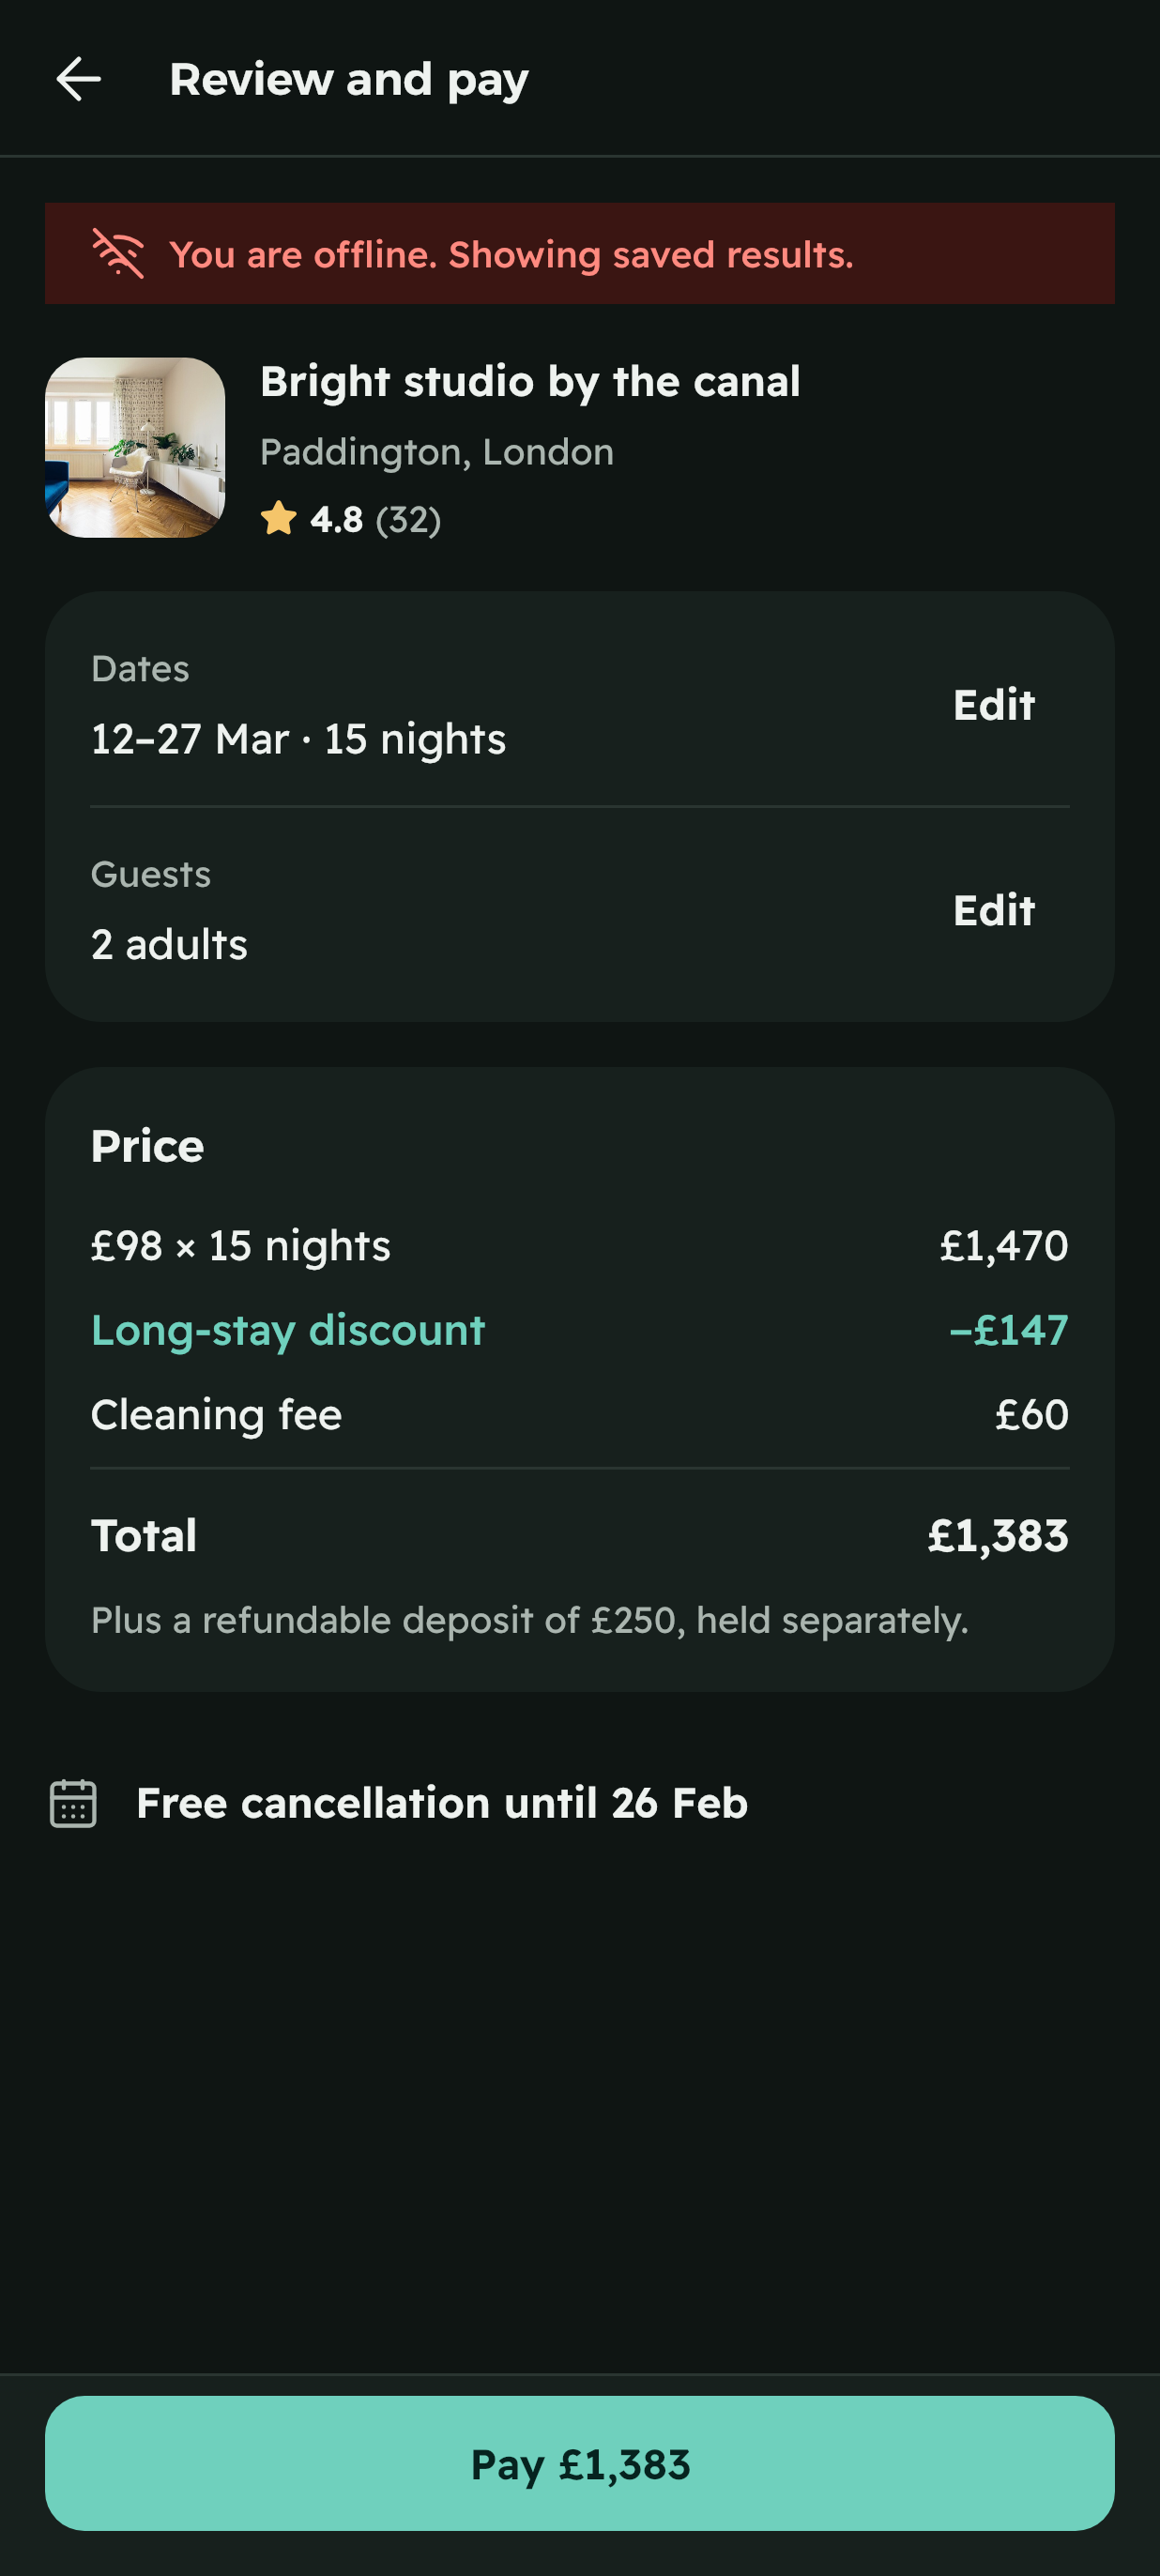 Review and pay
You are offline. Showing saved results.
Bright studio by the canal
Paddington, London
4.8 (32)
Dates
12–27 Mar · 15 nights
Edit
Guests
2 adults
Edit
Price
£98 × 15 nights £1,470
Long-stay discount –£147
Cleaning fee £60
Total £1,383
Plus a refundable deposit of £250, held separately.
Free cancellation until 26 Feb
Pay £1,383